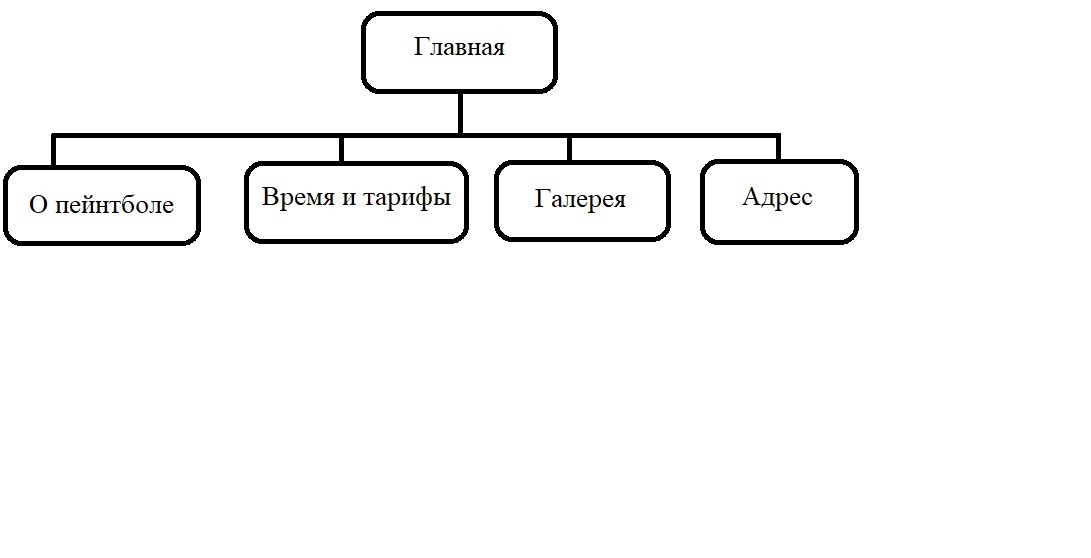 Главная
О пейнтболе
Время и тарифы
Галерея
Адрес